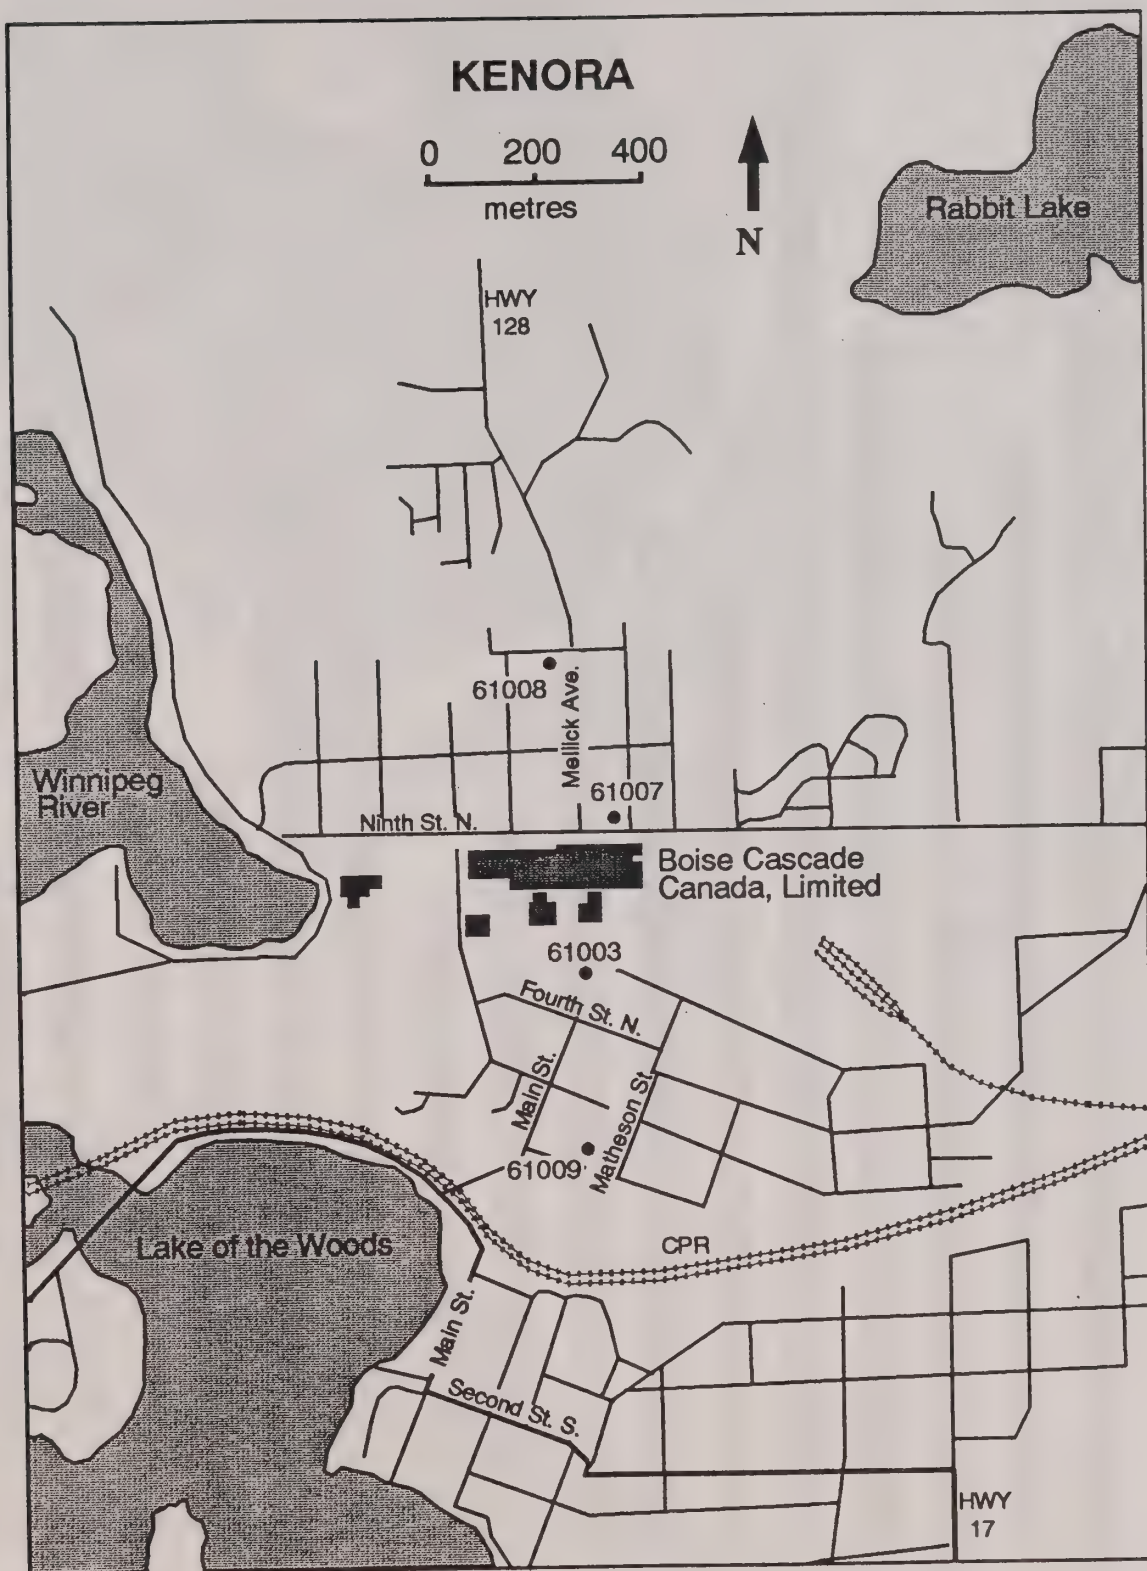 KENORA
0 200 400
metres
N
Rabbit Lake
HWY
128
61008
Mellick Ave.
Winnipeg
River
61007
Ninth St. N.
Boise Cascade
Canada, Limited
61003
Fourth St. N.
Main St.
Matheson St.
61009
CPR
Lake of the Woods
Main St.
Second St. S.
HWY
17